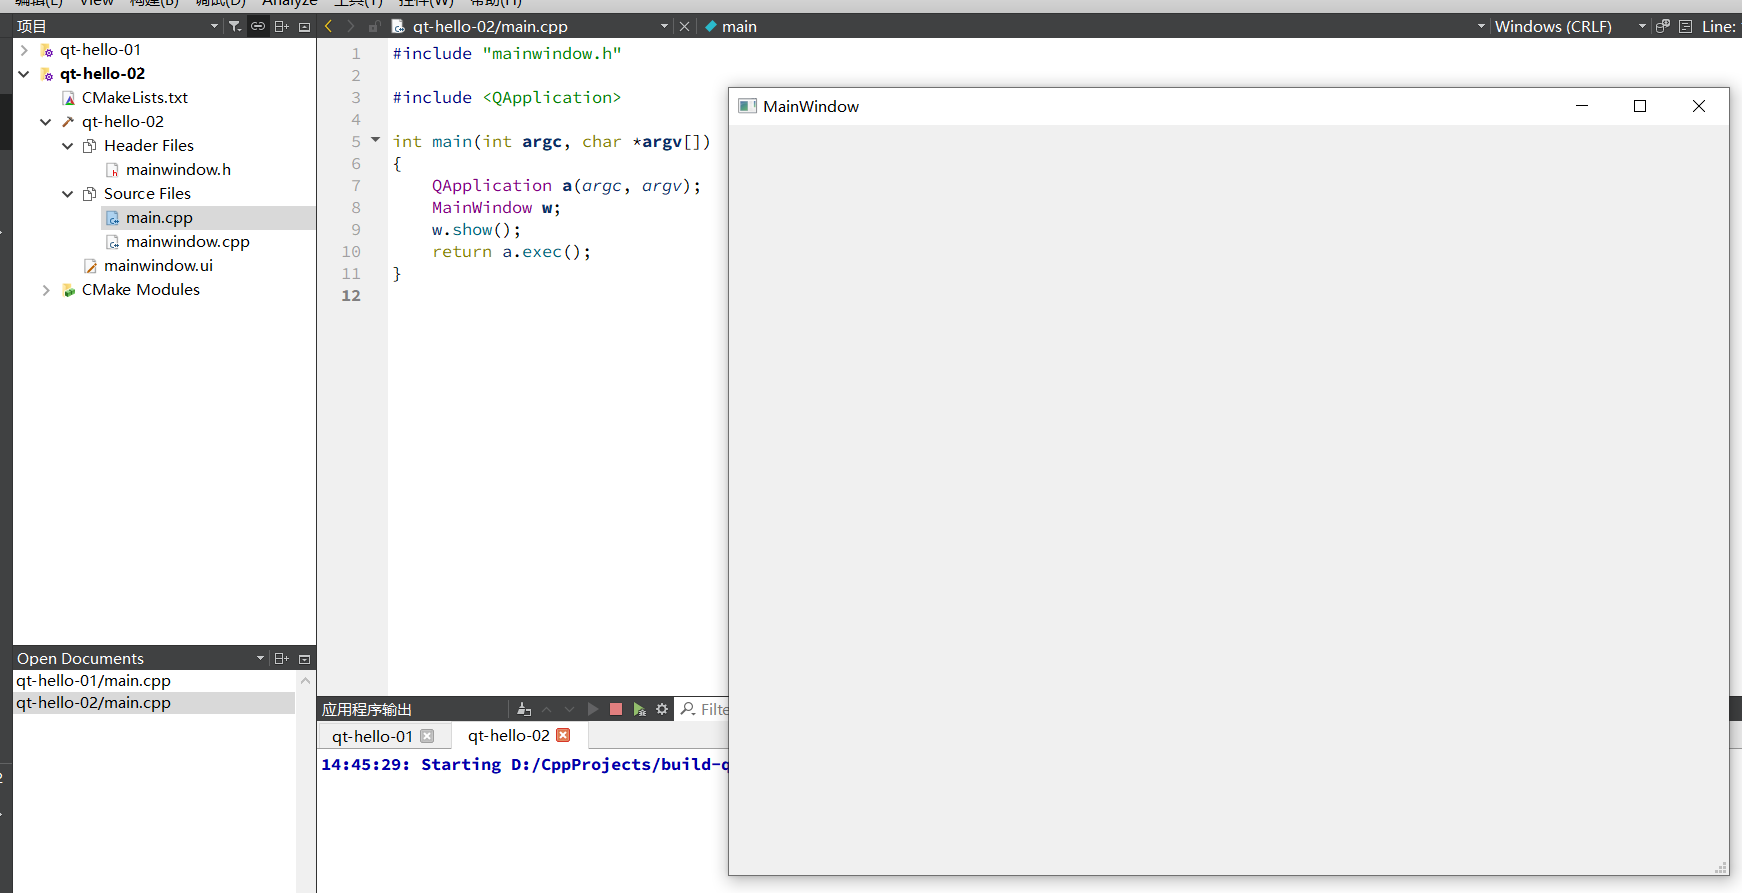 编辑(E) View 构建(B) 调试(D) Analyze 工具(T) 控件(W) 帮助(H)
项目
qt-hello-02/main.cpp
main
Windows (CRLF)
Line:
qt-hello-01
qt-hello-02
CMakeLists.txt
qt-hello-02
Header Files
mainwindow.h
Source Files
main.cpp
mainwindow.cpp
mainwindow.ui
CMake Modules
1 #include "mainwindow.h"
2
3 #include <QApplication>
4
5 int main(int argc, char *argv[])
6 {
7 QApplication a(argc, argv);
8 MainWindow w;
9 w.show();
10 return a.exec();
11 }
12
MainWindow
Open Documents
qt-hello-01/main.cpp
qt-hello-02/main.cpp
应用程序输出
Filte
qt-hello-01
qt-hello-02
14:45:29: Starting D:/CppProjects/build-q